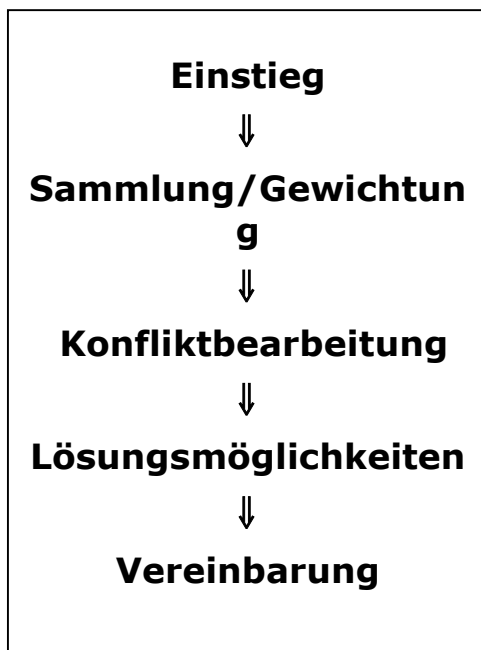 Einstieg
⇓
Sammlung/Gewichtun
g
⇓
Konfliktbearbeitung
⇓
Lösungsmöglichkeiten
⇓
Vereinbarung